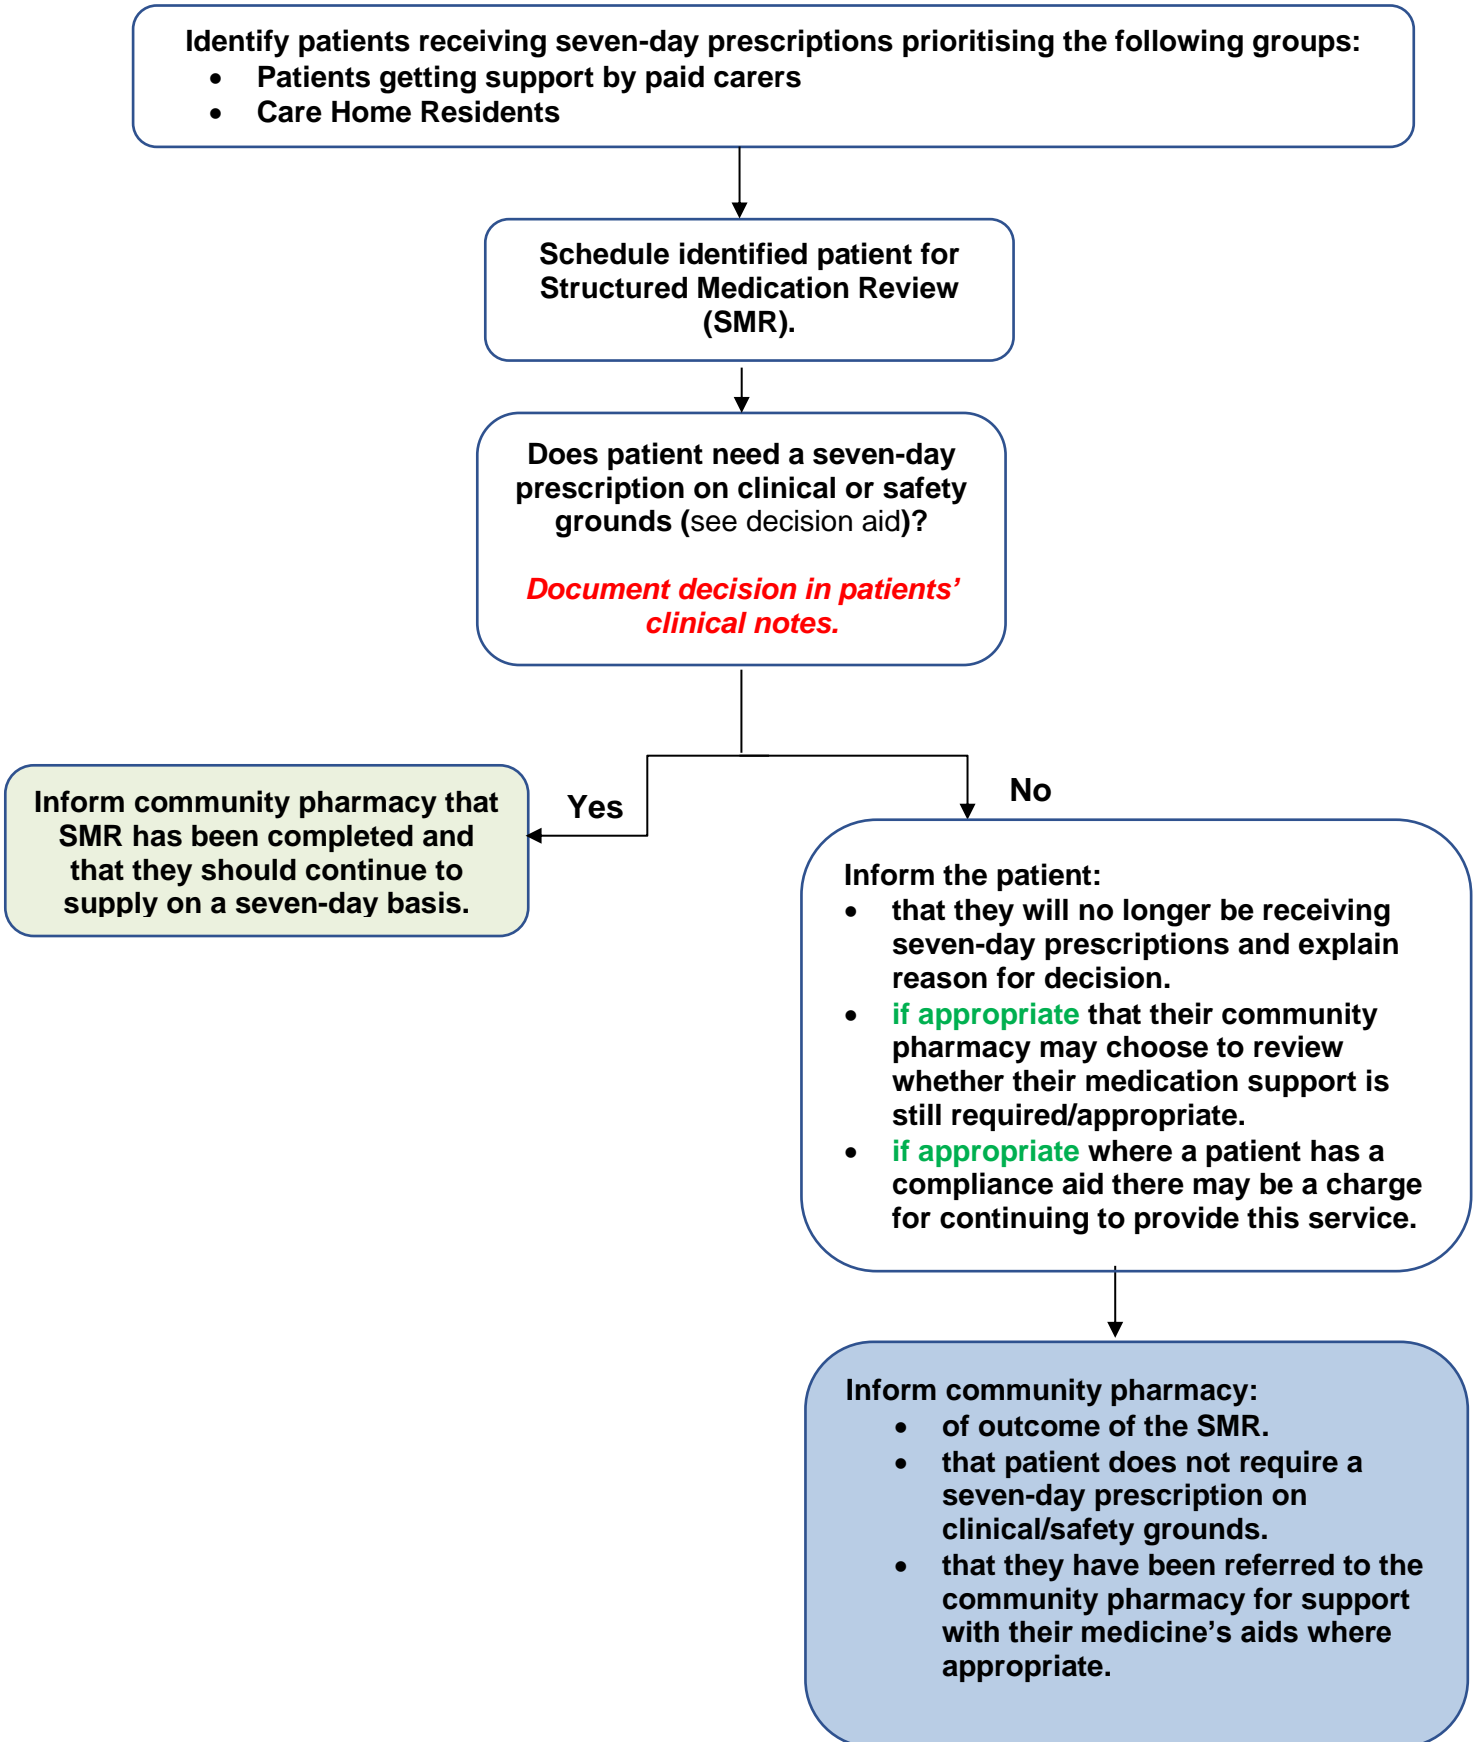 Identify patients receiving seven-day prescriptions prioritising the following groups:
• Patients getting support by paid carers
• Care Home Residents
Schedule identified patient for
Structured Medication Review
(SMR).
Does patient need a seven-day
prescription on clinical or safety
grounds (see decision aid)?
Document decision in patients’
clinical notes.
Yes
No
Inform community pharmacy that
SMR has been completed and
that they should continue to
supply on a seven-day basis.
Inform the patient:
• that they will no longer be receiving
seven-day prescriptions and explain
reason for decision.
• if appropriate that their community
pharmacy may choose to review
whether their medication support is
still required/appropriate.
• if appropriate where a patient has a
compliance aid there may be a charge
for continuing to provide this service.
Inform community pharmacy:
• of outcome of the SMR.
• that patient does not require a
seven-day prescription on
clinical/safety grounds.
• that they have been referred to the
community pharmacy for support
with their medicine’s aids where
appropriate.